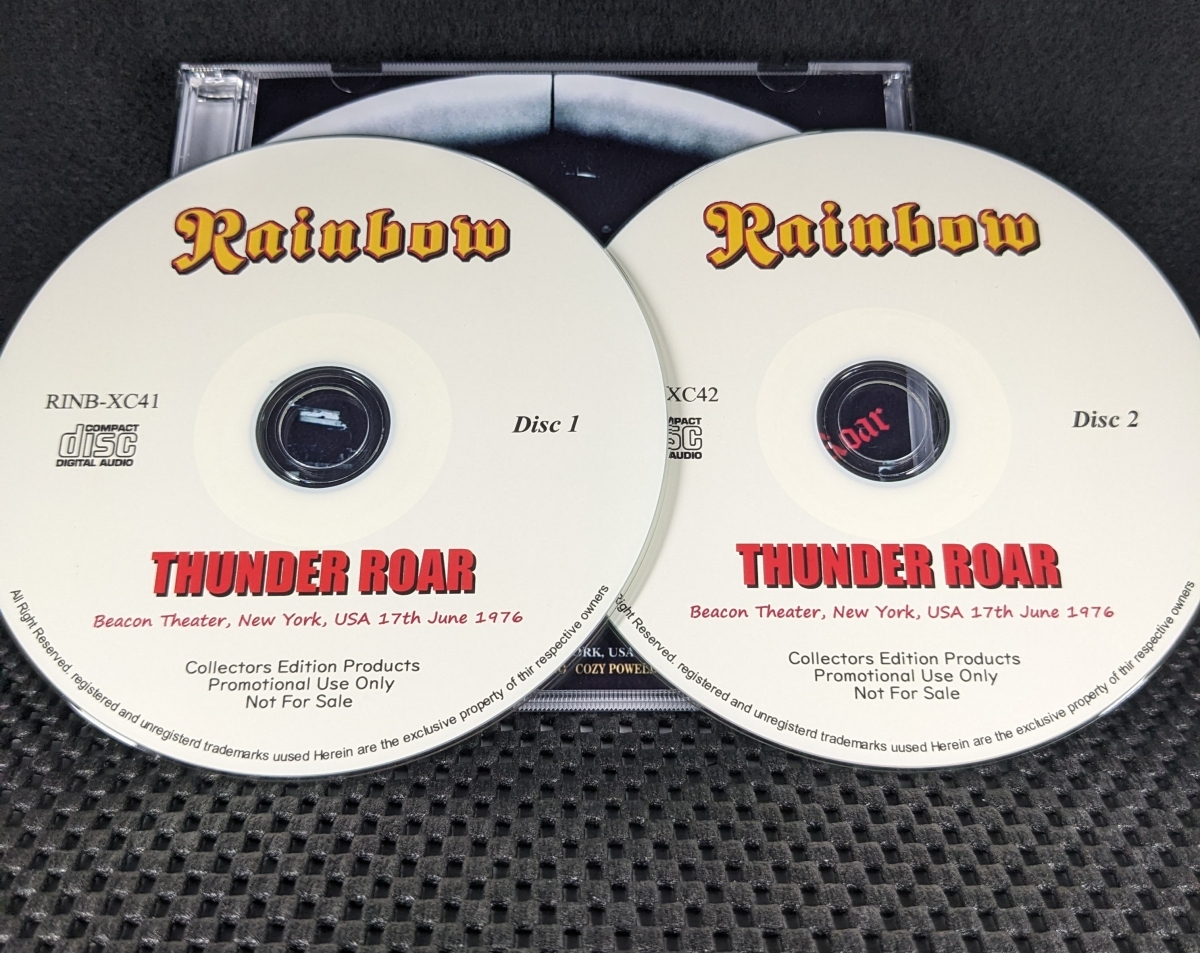 Rainbow
RINB-XC41
COMPACT
disc
DIGITAL AUDIO
Disc 1
THUNDER ROAR
Beacon Theater, New York, USA 17th June 1976
Collectors Edition Products
Promotional Use Only
Not For Sale
All Right Reserved. registered and unregisterd trademarks uused Herein are the exclusive property of thir respective owners
Rainbow
XC42
AUDIO
Disc 2
THUNDER ROAR
Beacon Theater, New York, USA 17th June 1976
Collectors Edition Products
Promotional Use Only
Not For Sale
Right Reserved. registered and unregisterd trademarks uused Herein are the exclusive property of thir respective owners
USA
COZY POWELL